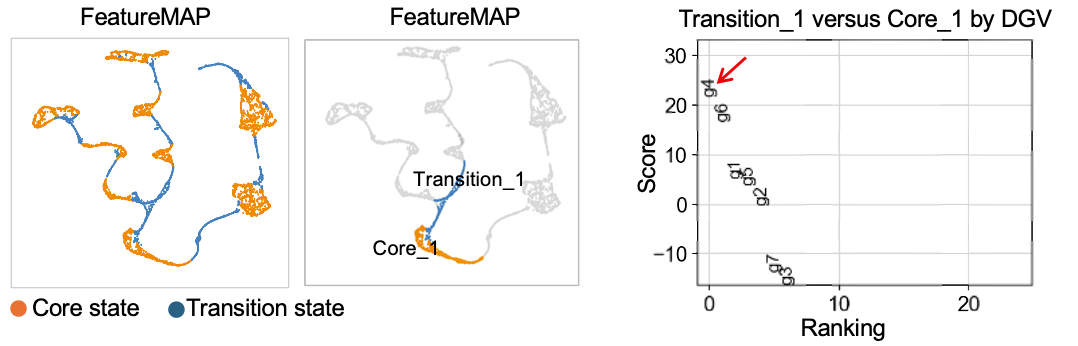 FeatureMAP
FeatureMAP
Transition_1 versus Core_1 by DGV
Transition_1
Core_1
Core state
Transition state
Score
30
20
10
0
−10
g4
g6
g1
g5
g2
g7
g3
0
10
20
Ranking